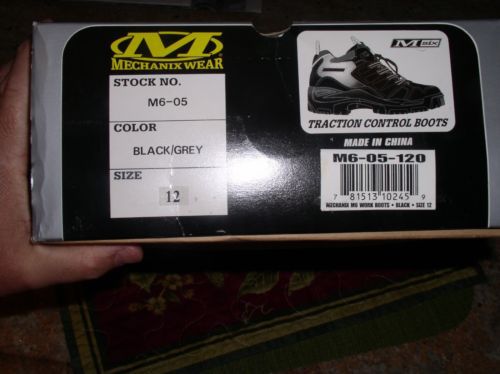 M
MECHANIX WEAR
STOCK NO.
M6-05
COLOR
BLACK/GREY
SIZE
12
M six
TRACTION CONTROL BOOTS
MADE IN CHINA
M6-05-120
7 81513 10245 9
MECHANIX M6 WORK BOOTS • BLACK • SIZE 12